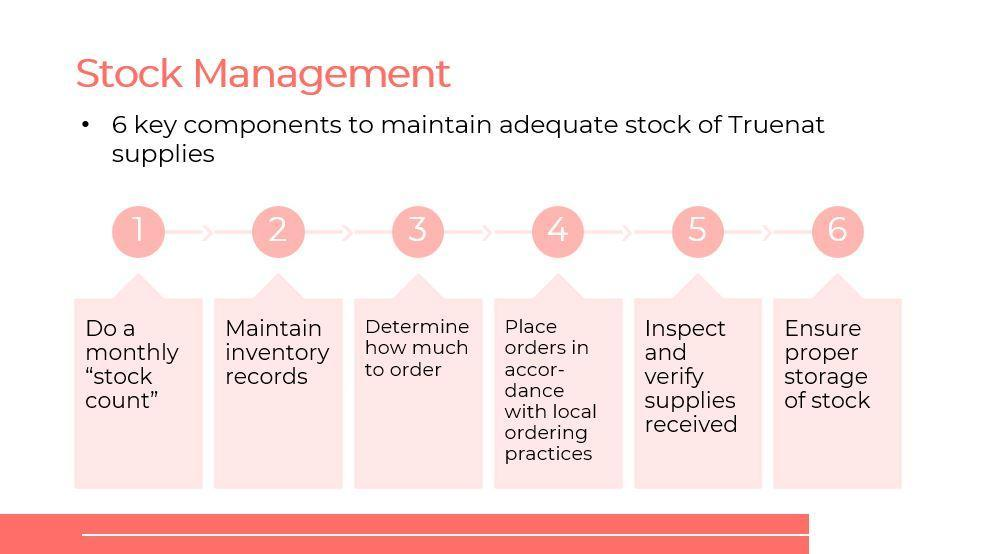 Stock Management
• 6 key components to maintain adequate stock of Truenat
supplies
1 2 3 4 5 6
Do a
monthly
“stock
count”
Maintain
inventory
records
Determine
how much
to order
Place
orders in
accor-
dance
with local
ordering
practices
Inspect
and
verify
supplies
received
Ensure
proper
storage
of stock